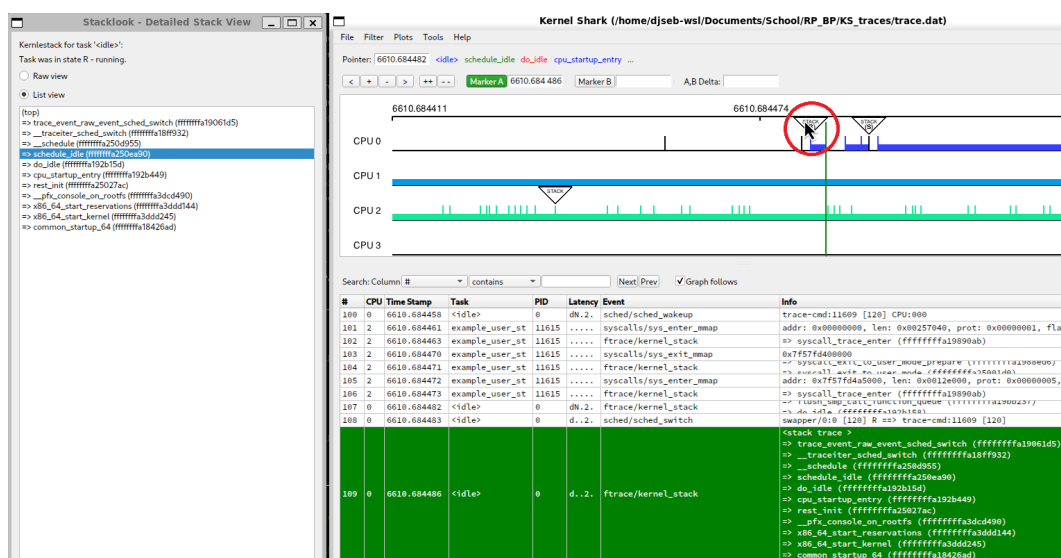 Stacklook - Detailed Stack View
Kernlestack for task '<idle>':
Task was in state R - running.
Raw view
List view
(top)
=> trace_event_raw_event_sched_switch (ffffffffa19061d5)
=> __traceiter_sched_switch (ffffffffa18ff932)
=> __schedule (ffffffffa250d955)
=> schedule_idle (ffffffffa250ea90)
=> do_idle (ffffffffa192b15d)
=> cpu_startup_entry (ffffffffa192b449)
=> rest_init (ffffffffa25027ac)
=> __pfx_console_on_rootfs (ffffffffa3dcd490)
=> x86_64_start_reservations (ffffffffa3ddd144)
=> x86_64_start_kernel (ffffffffa3ddd245)
=> common_startup_64 (ffffffffa18426ad)
Kernel Shark (/home/djseb-wsl/Documents/School/RP_BP/KS_traces/trace.dat)
File Filter Plots Tools Help
Pointer: 6610.684482 <idle> schedule_idle do_idle cpu_startup_entry ...
< + - > ++ -- Marker A 6610.684 486 Marker B A,B Delta:
6610.684411 6610.684474
STACK (S)
CPU 0
CPU 1
STACK
CPU 2
CPU 3
Search: Column # contains Next Prev Graph follows
# CPU Time Stamp Task PID Latency Event Info
100 0 6610.684458 <idle> 0 dN.2. sched/sched_wakeup trace-cmd:11609 [120] CPU:000
101 2 6610.684461 example_user_st 11615 ..... syscalls/sys_enter_mmap addr: 0x00000000, len: 0x00257040, prot: 0x00000001, fla
102 2 6610.684463 example_user_st 11615 ..... ftrace/kernel_stack => syscall_trace_enter (ffffffffa19890ab)
103 2 6610.684470 example_user_st 11615 ..... syscalls/sys_exit_mmap 0x7f57fd400000
104 2 6610.684471 example_user_st 11615 ..... ftrace/kernel_stack
105 2 6610.684472 example_user_st 11615 ..... syscalls/sys_enter_mmap addr: 0x7f57fd4a5000, len: 0x0012e000, prot: 0x00000005,
106 2 6610.684473 example_user_st 11615 ..... ftrace/kernel_stack => syscall_trace_enter (ffffffffa19890ab)
107 0 6610.684482 <idle> 0 dN.2. ftrace/kernel_stack
108 0 6610.684483 <idle> 0 d..2. sched/sched_switch swapper/0:0 [120] R ==> trace-cmd:11609 [120]
109 0 6610.684486 <idle> 0 d..2. ftrace/kernel_stack
<stack trace >
=> trace_event_raw_event_sched_switch (ffffffffa19061d5)
=> __traceiter_sched_switch (ffffffffa18ff932)
=> __schedule (ffffffffa250d955)
=> schedule_idle (ffffffffa250ea90)
=> do_idle (ffffffffa192b15d)
=> cpu_startup_entry (ffffffffa192b449)
=> rest_init (ffffffffa25027ac)
=> __pfx_console_on_rootfs (ffffffffa3dcd490)
=> x86_64_start_reservations (ffffffffa3ddd144)
=> x86_64_start_kernel (ffffffffa3ddd245)
=> common_startup_64 (ffffffffa18426ad)